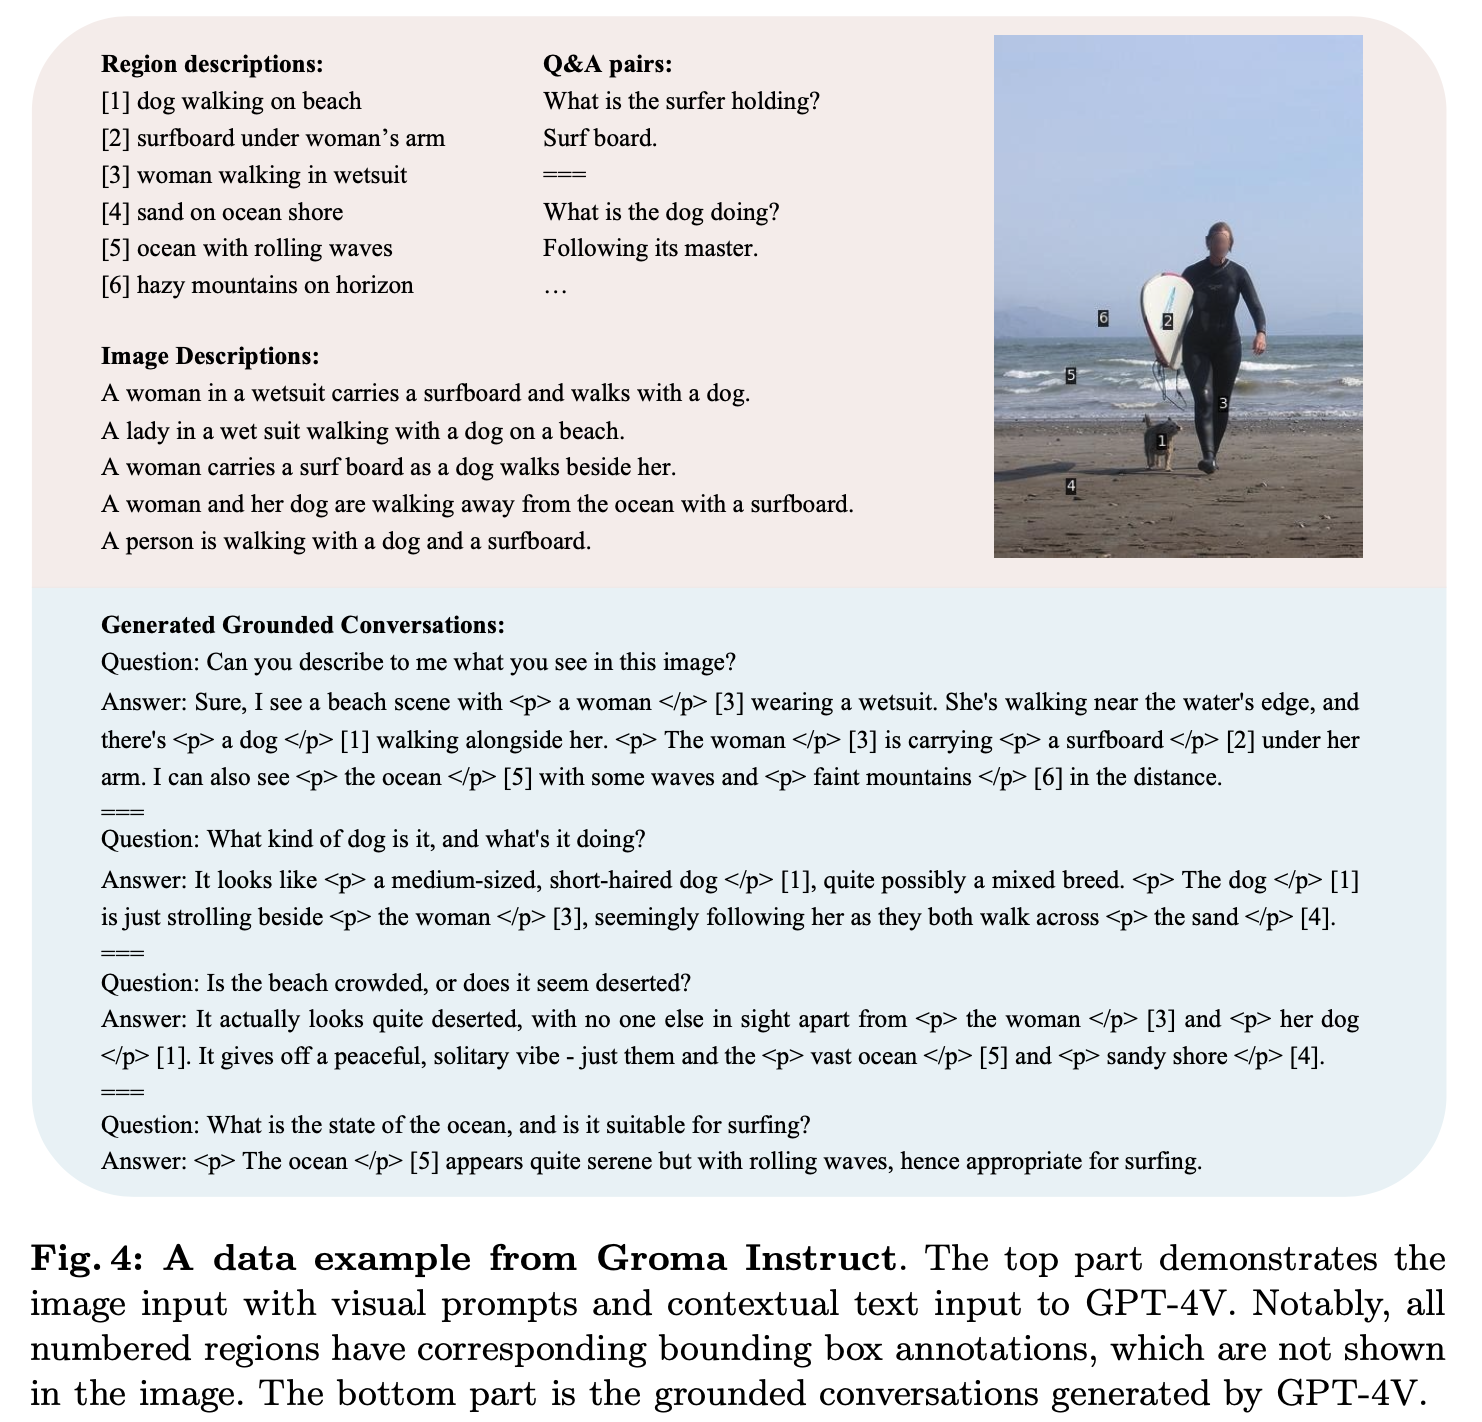 Region descriptions:
[1] dog walking on beach
[2] surfboard under woman’s arm
[3] woman walking in wetsuit
[4] sand on ocean shore
[5] ocean with rolling waves
[6] hazy mountains on horizon
Q&A pairs:
What is the surfer holding?
Surf board.
===
What is the dog doing?
Following its master.
…
Image Descriptions:
A woman in a wetsuit carries a surfboard and walks with a dog.
A lady in a wet suit walking with a dog on a beach.
A woman carries a surf board as a dog walks beside her.
A woman and her dog are walking away from the ocean with a surfboard.
A person is walking with a dog and a surfboard.
6
2
5
3
1
4
Generated Grounded Conversations:
Question: Can you describe to me what you see in this image?
Answer: Sure, I see a beach scene with <p> a woman </p> [3] wearing a wetsuit. She's walking near the water's edge, and
there's <p> a dog </p> [1] walking alongside her. <p> The woman </p> [3] is carrying <p> a surfboard </p> [2] under her
arm. I can also see <p> the ocean </p> [5] with some waves and <p> faint mountains </p> [6] in the distance.
===
Question: What kind of dog is it, and what's it doing?
Answer: It looks like <p> a medium-sized, short-haired dog </p> [1], quite possibly a mixed breed. <p> The dog </p> [1]
is just strolling beside <p> the woman </p> [3], seemingly following her as they both walk across <p> the sand </p> [4].
===
Question: Is the beach crowded, or does it seem deserted?
Answer: It actually looks quite deserted, with no one else in sight apart from <p> the woman </p> [3] and <p> her dog
</p> [1]. It gives off a peaceful, solitary vibe - just them and the <p> vast ocean </p> [5] and <p> sandy shore </p> [4].
===
Question: What is the state of the ocean, and is it suitable for surfing?
Answer: <p> The ocean </p> [5] appears quite serene but with rolling waves, hence appropriate for surfing.
Fig. 4: A data example from Groma Instruct. The top part demonstrates the
image input with visual prompts and contextual text input to GPT-4V. Notably, all
numbered regions have corresponding bounding box annotations, which are not shown
in the image. The bottom part is the grounded conversations generated by GPT-4V.